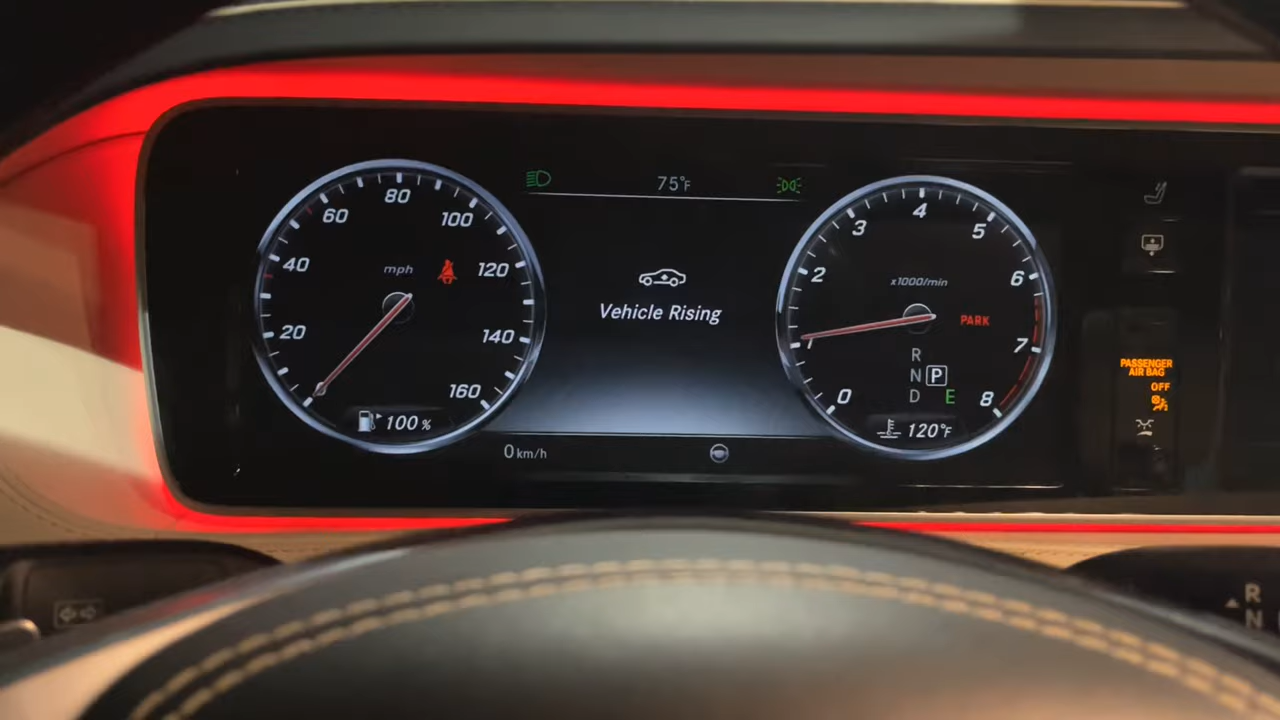 75°F
80
60
100
40
mph
120
20
140
160
100 %
Vehicle Rising
0 km/h
4
3
5
2
x1000/min
6
PARK
1
7
R
N P
D E
0
8
120°F
PASSENGER
AIR BAG
OFF
R
N